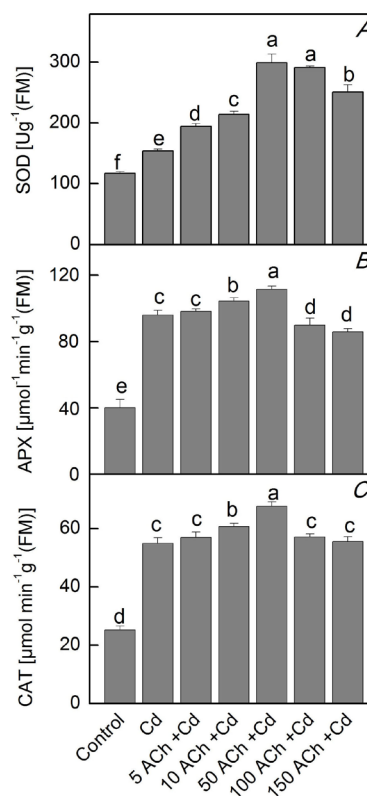 A
SOD [Ug⁻¹(FM)]
300
200
100
0
f
e
d
c
a
a
b
B
APX [μmol⁻¹min⁻¹g⁻¹(FM)]
120
80
40
0
e
c
c
b
a
d
d
C
CAT [μmol min⁻¹g⁻¹(FM)]
60
40
20
0
d
c
c
b
a
c
c
Control
Cd
5 ACh +Cd
10 ACh +Cd
50 ACh +Cd
100 ACh +Cd
150 ACh +Cd